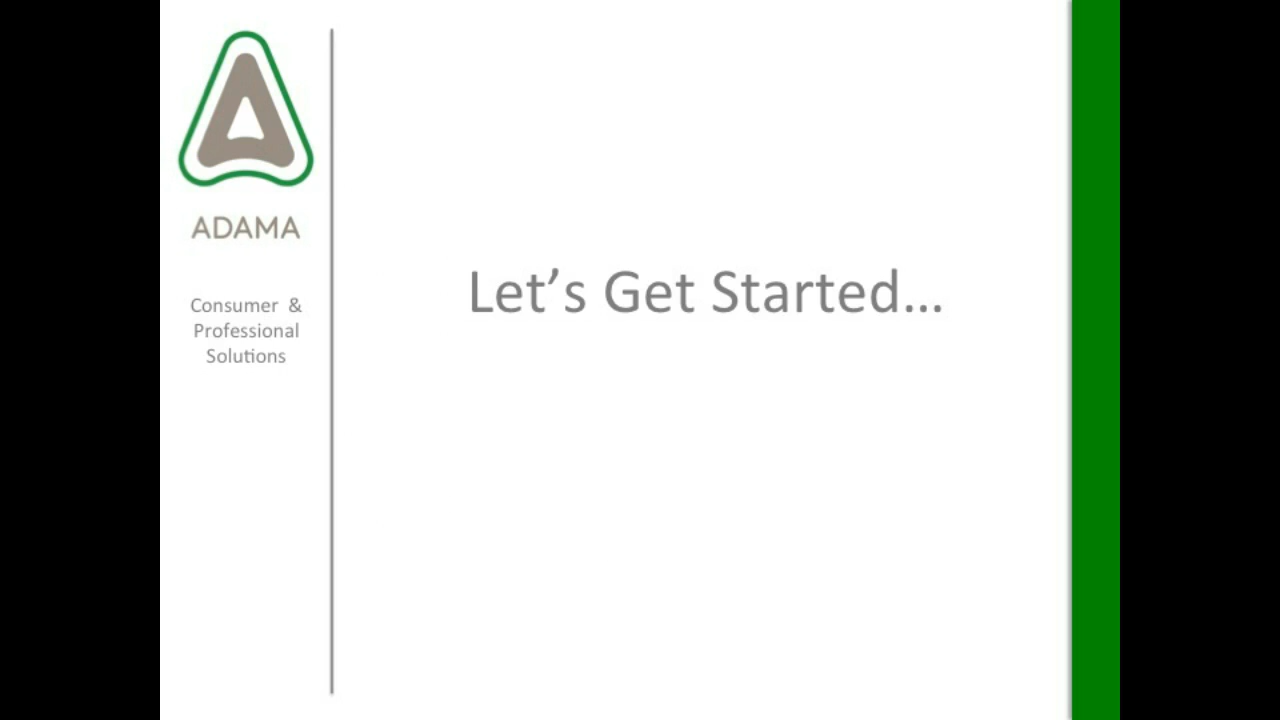 ADAMA
Consumer &
Professional
Solutions
Let's Get Started...